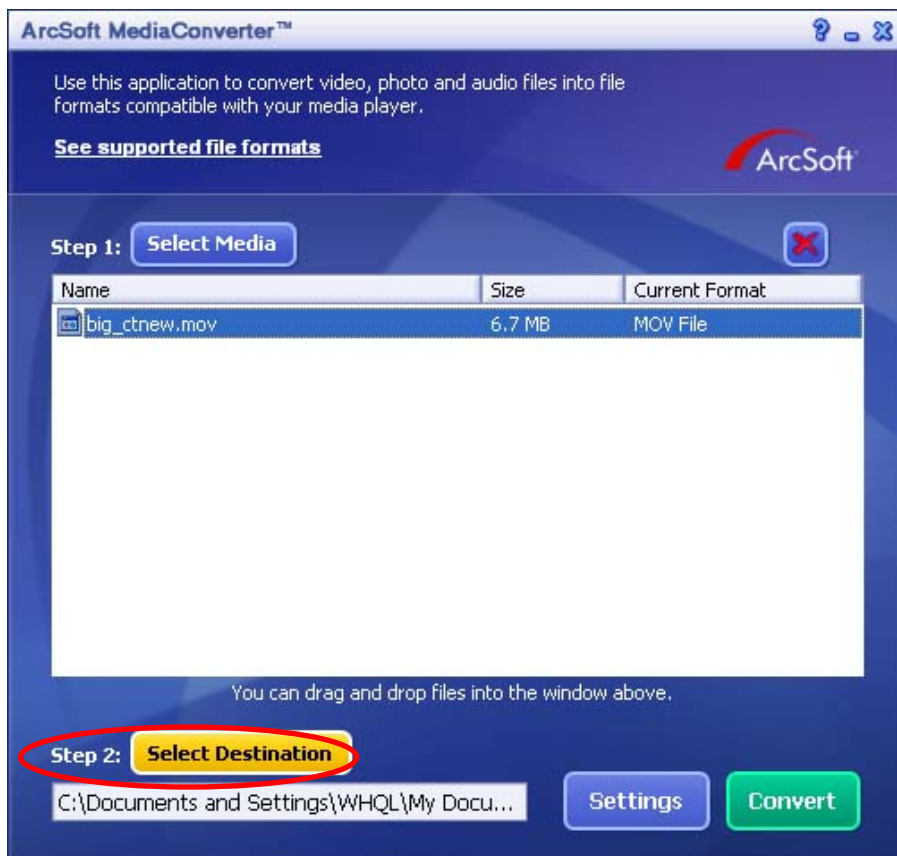 ArcSoft MediaConverter™
Use this application to convert video, photo and audio files into file
formats compatible with your media player.
See supported file formats
ArcSoft
Step 1: Select Media
Name Size Current Format
big_ctnew.mov 6.7 MB MOV File
You can drag and drop files into the window above.
Step 2: Select Destination
C:\Documents and Settings\WHQL\My Docu...
Settings Convert